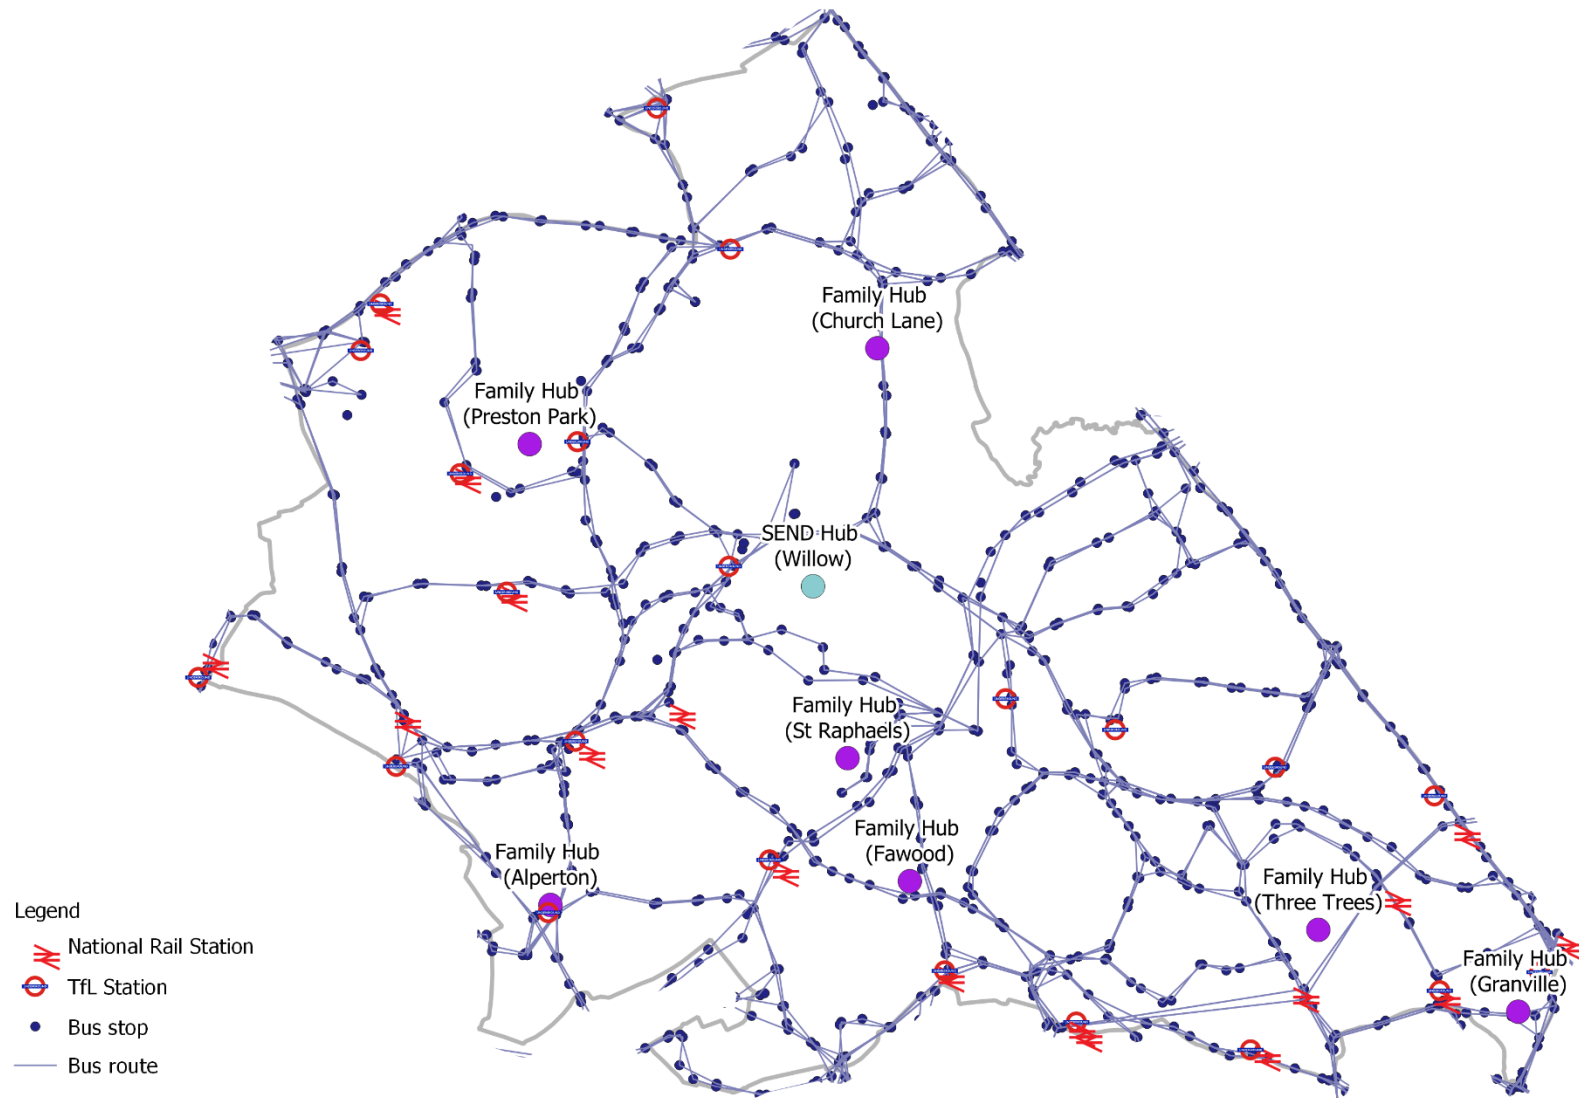 Family Hub
(Church Lane)
Family Hub
(Preston Park)
SEND Hub
(Willow)
Family Hub
(St Raphaels)
Family Hub
(Fawood)
Family Hub
(Alperton)
Family Hub
(Three Trees)
Family Hub
(Granville)
Legend
National Rail Station
TfL Station
Bus stop
Bus route